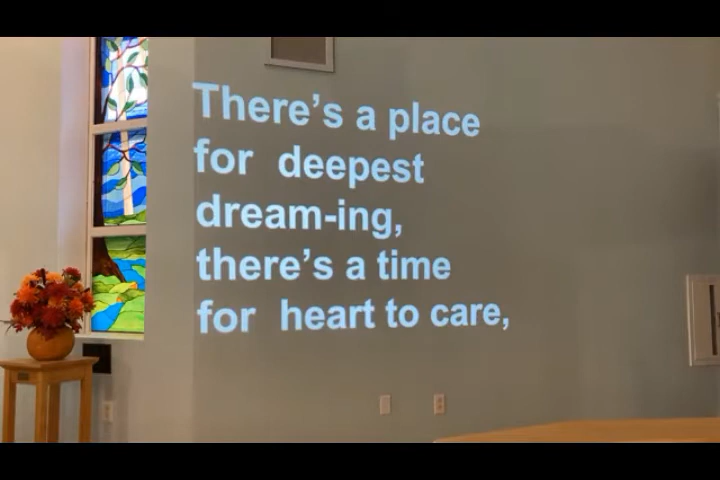 There’s a place
for deepest
dream-ing,
there’s a time
for heart to care,